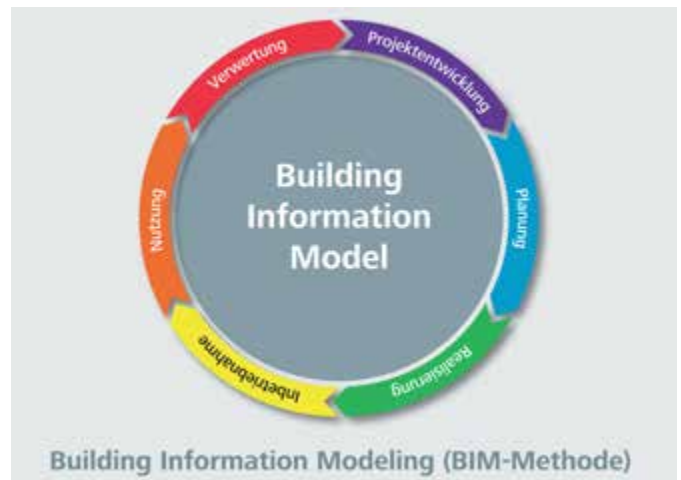 Verwertung
Projektentwicklung
Planung
Realisierung
Inbetriebnahme
Nutzung
Building
Information
Model
Building Information Modeling (BIM-Methode)